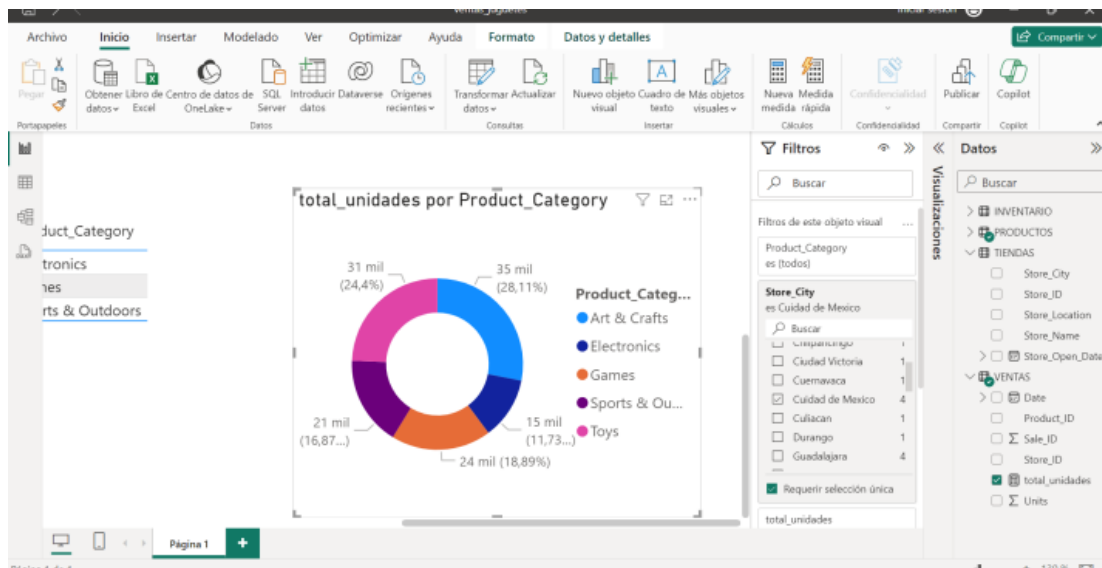 Ventas_juguetes
Iniciar sesión
Archivo Inicio Insertar Modelado Ver Optimizar Ayuda Formato Datos y detalles Compartir
Pegar Obtener datos Libro de Excel Centro de datos de OneLake SQL Server Introducir datos Dataverse Orígenes recientes Transformar datos Actualizar Nuevo objeto visual Cuadro de texto Más objetos visuales Nueva medida Medida rápida Confidencialidad Publicar Copilot
Portapapeles Datos Consultas Insertar Cálculos Confidencialidad Compartir Copilot
duct_Category
tronics
nes
rts & Outdoors
total_unidades por Product_Category
31 mil
(24,4%)
35 mil
(28,11%)
21 mil
(16,87...)
15 mil
(11,73...)
24 mil (18,89%)
Product_Categ...
Art & Crafts
Electronics
Games
Sports & Ou...
Toys
Filtros
Buscar
Filtros de este objeto visual ...
Product_Category
es (todos)
Store_City
es Cuidad de Mexico
Buscar
Chilpancingo 1
Ciudad Victoria 1
Cuernavaca 1
Cuidad de Mexico 4
Culiacan 1
Durango 1
Guadalajara 4
Requerir selección única
total_unidades
Visualizaciones
Datos
Buscar
INVENTARIO
PRODUCTOS
TIENDAS
Store_City
Store_ID
Store_Location
Store_Name
Store_Open_Date
VENTAS
Date
Product_ID
Σ Sale_ID
Store_ID
total_unidades
Σ Units
Página 1
+